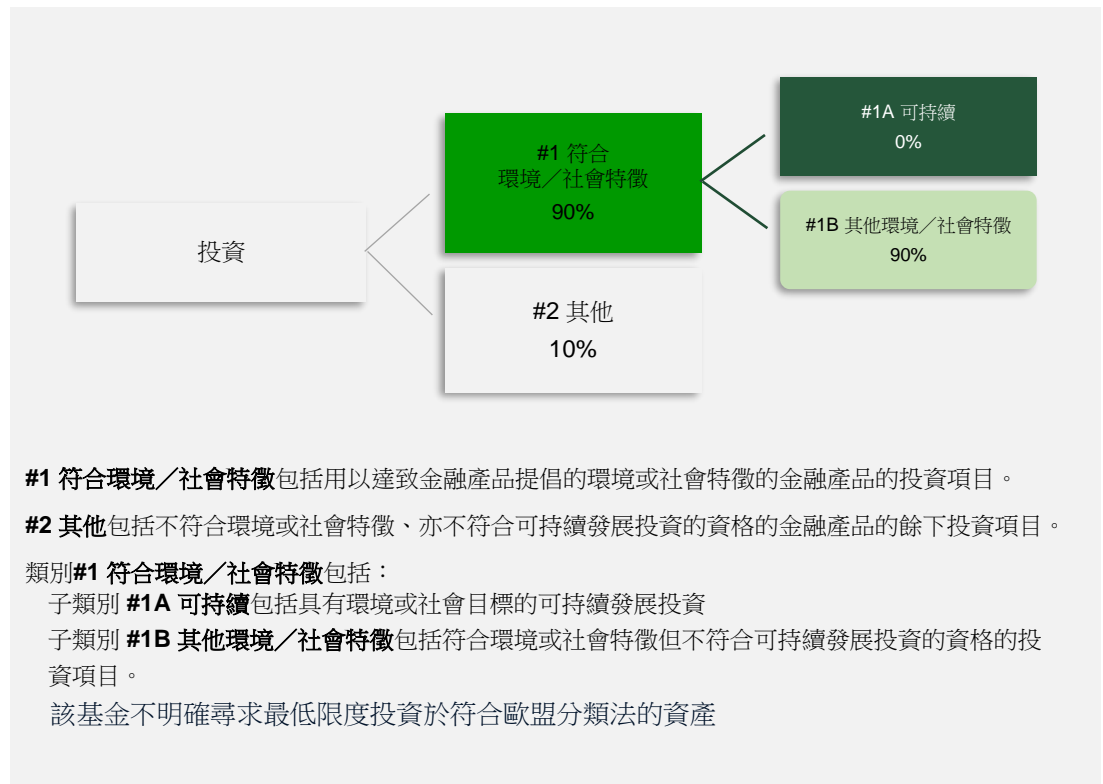 投資
#1 符合
環境／社會特徵
90%
#2 其他
10%
#1A 可持續
0%
#1B 其他環境／社會特徵
90%
#1 符合環境／社會特徵包括用以達致金融產品提倡的環境或社會特徵的金融產品的投資項目。
#2 其他包括不符合環境或社會特徵、亦不符合可持續發展投資的資格的金融產品的餘下投資項目。
類別#1 符合環境／社會特徵包括：
子類別 #1A 可持續包括具有環境或社會目標的可持續發展投資
子類別 #1B 其他環境／社會特徵包括符合環境或社會特徵但不符合可持續發展投資的資格的投
資項目。
該基金不明確尋求最低限度投資於符合歐盟分類法的資產